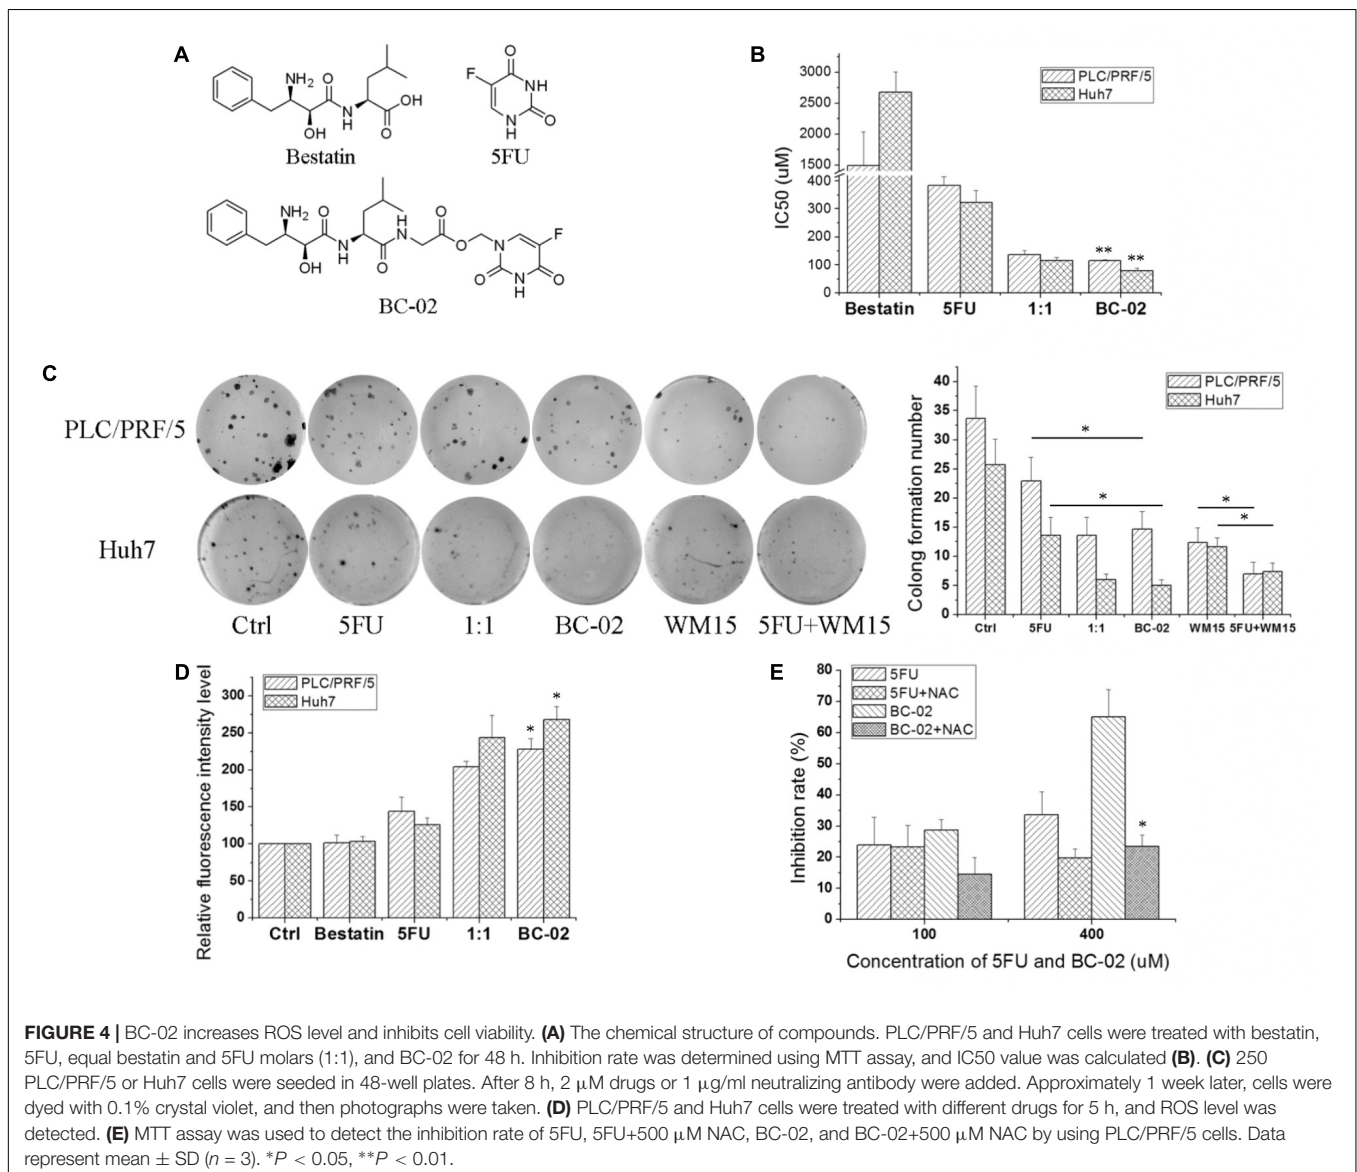 A
NH2
O
OH
N
H
OH
O
Bestatin
O
F
NH
N
H
O
5FU
NH2
O
OH
N
H
O
H
N
O
O
N
F
O
NH
O
BC-02
B
IC50 (uM)
3000
2500
2000
1500
400
300
200
100
0
PLC/PRF/5
Huh7
** **
Bestatin 5FU 1:1 BC-02
C
PLC/PRF/5
Huh7
Ctrl 5FU 1:1 BC-02 WM15 5FU+WM15
Colong formation number
40
35
30
25
20
15
10
5
0
PLC/PRF/5
Huh7
*
*
*
*
Ctrl 5FU 1:1 BC-02 WM15 5FU+WM15
D
Relative fluorescence intensity level
300
250
200
150
100
50
0
PLC/PRF/5
Huh7
* *
Ctrl Bestatin 5FU 1:1 BC-02
E
Inhibition rate (%)
80
70
60
50
40
30
20
10
0
5FU
5FU+NAC
BC-02
BC-02+NAC
*
100 400
Concentration of 5FU and BC-02 (uM)
FIGURE 4 | BC-02 increases ROS level and inhibits cell viability. (A) The chemical structure of compounds. PLC/PRF/5 and Huh7 cells were treated with bestatin,
5FU, equal bestatin and 5FU molars (1:1), and BC-02 for 48 h. Inhibition rate was determined using MTT assay, and IC50 value was calculated (B). (C) 250
PLC/PRF/5 or Huh7 cells were seeded in 48-well plates. After 8 h, 2 μM drugs or 1 μg/ml neutralizing antibody were added. Approximately 1 week later, cells were
dyed with 0.1% crystal violet, and then photographs were taken. (D) PLC/PRF/5 and Huh7 cells were treated with different drugs for 5 h, and ROS level was
detected. (E) MTT assay was used to detect the inhibition rate of 5FU, 5FU+500 μM NAC, BC-02, and BC-02+500 μM NAC by using PLC/PRF/5 cells. Data
represent mean ± SD (n = 3). *P < 0.05, **P < 0.01.